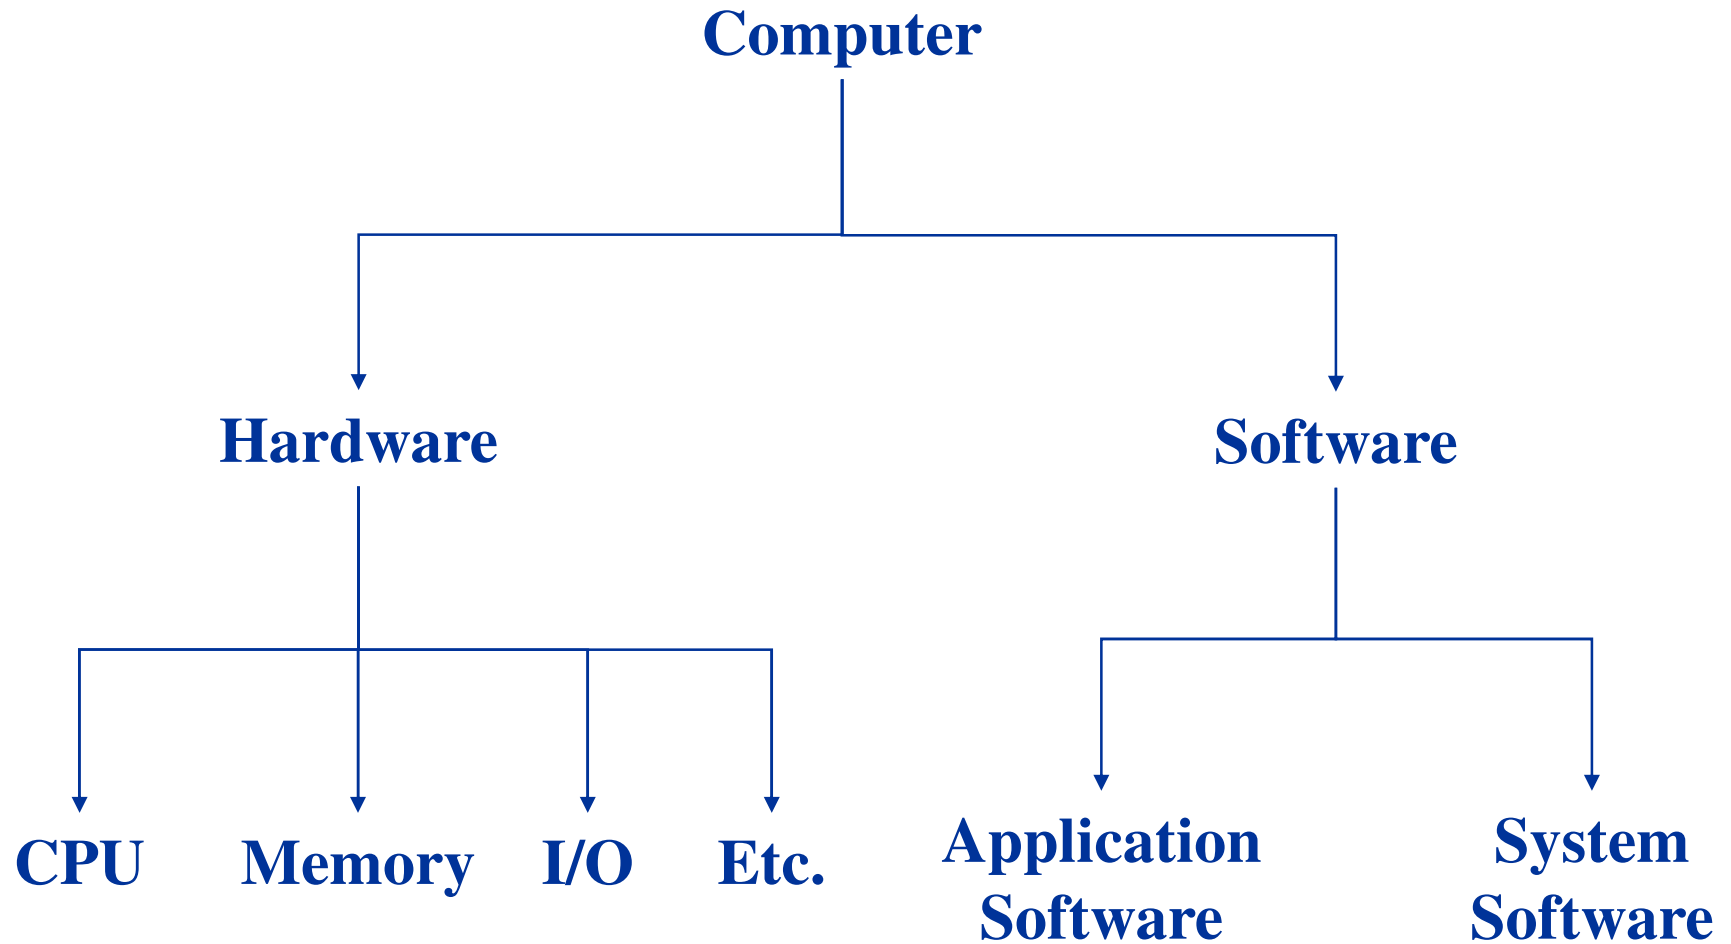 Computer
Hardware
Software
CPU
Memory
I/O
Etc.
Application
Software
System
Software